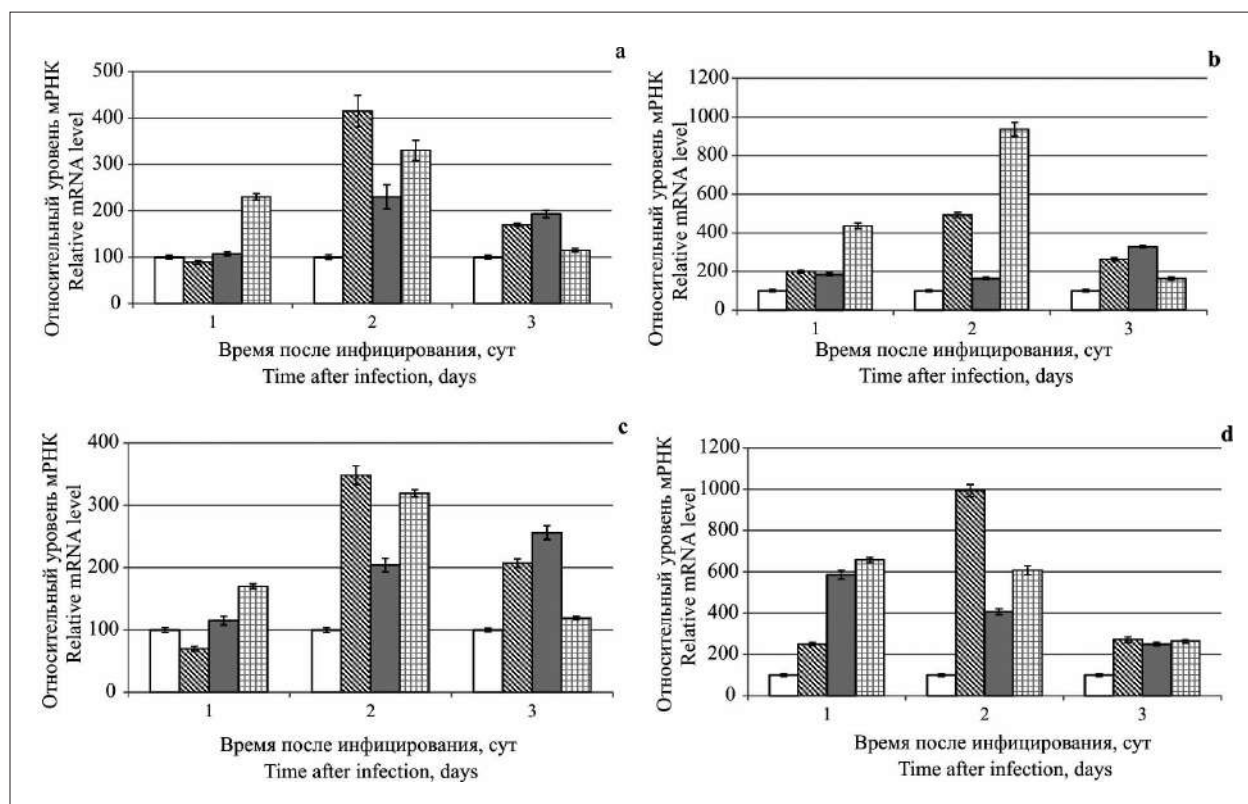 a
Относительный уровень мРНК
Relative mRNA level
500
400
300
200
100
0
1 2 3
Время после инфицирования, сут
Time after infection, days
b
Относительный уровень мРНК
Relative mRNA level
1200
1000
800
600
400
200
0
1 2 3
Время после инфицирования, сут
Time after infection, days
c
Относительный уровень мРНК
Relative mRNA level
400
300
200
100
0
1 2 3
Время после инфицирования, сут
Time after infection, days
d
Относительный уровень мРНК
Relative mRNA level
1200
1000
800
600
400
200
0
1 2 3
Время после инфицирования, сут
Time after infection, days